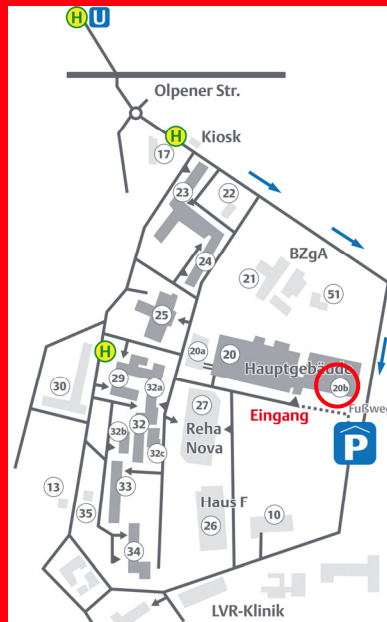 H U
Olpener Str.
H Kiosk
17
23
22
24
BZgA
21
51
25
20a
20
Hauptgebäude
20b
H
29
32a
30
Eingang
Fußweg
27
Reha
Nova
P
32b
32
32c
33
13
35
Haus F
26
10
34
LVR-Klinik